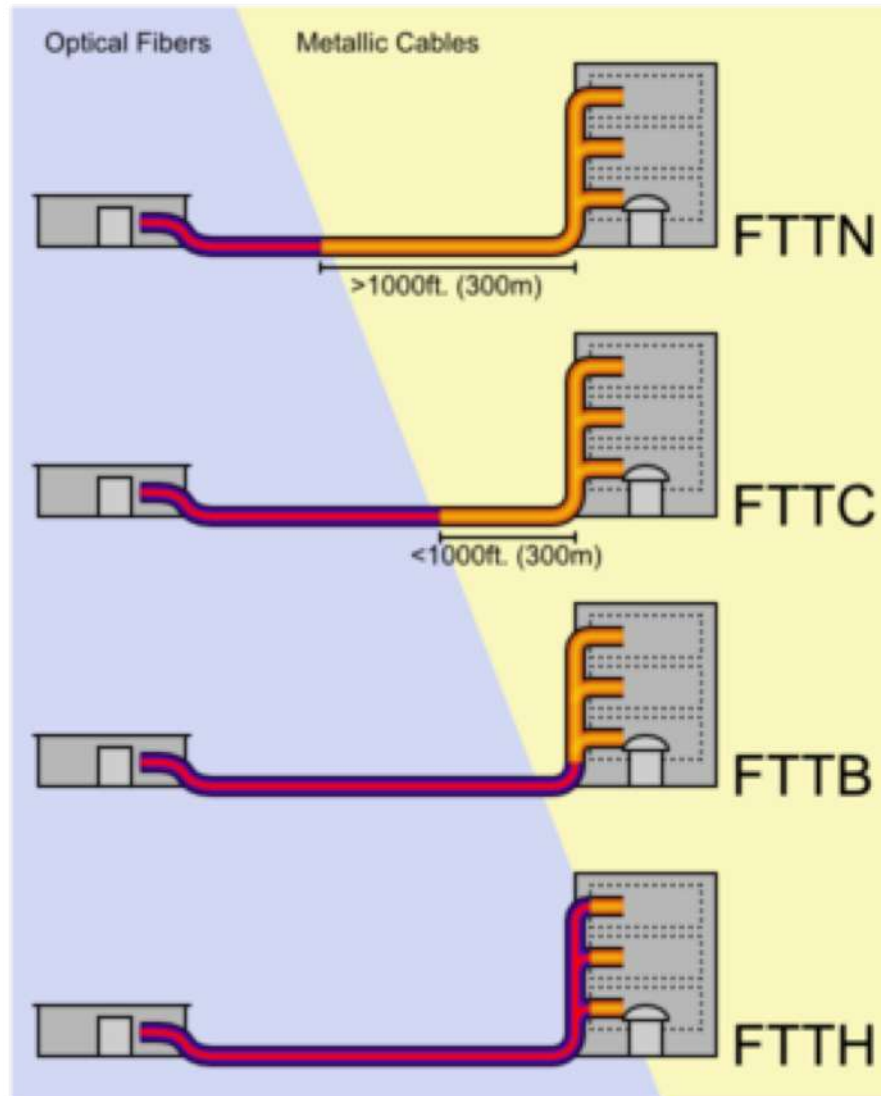 Optical Fibers
Metallic Cables
FTTN
>1000ft. (300m)
FTTC
<1000ft. (300m)
FTTB
FTTH